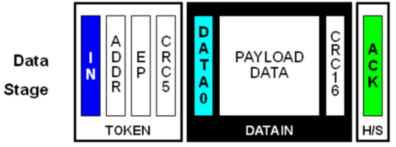 Data
Stage
IN
ADDR
EP
CRC5
TOKEN
DATA0
PAYLOAD
DATA
CRC16
DATAIN
ACK
H/S